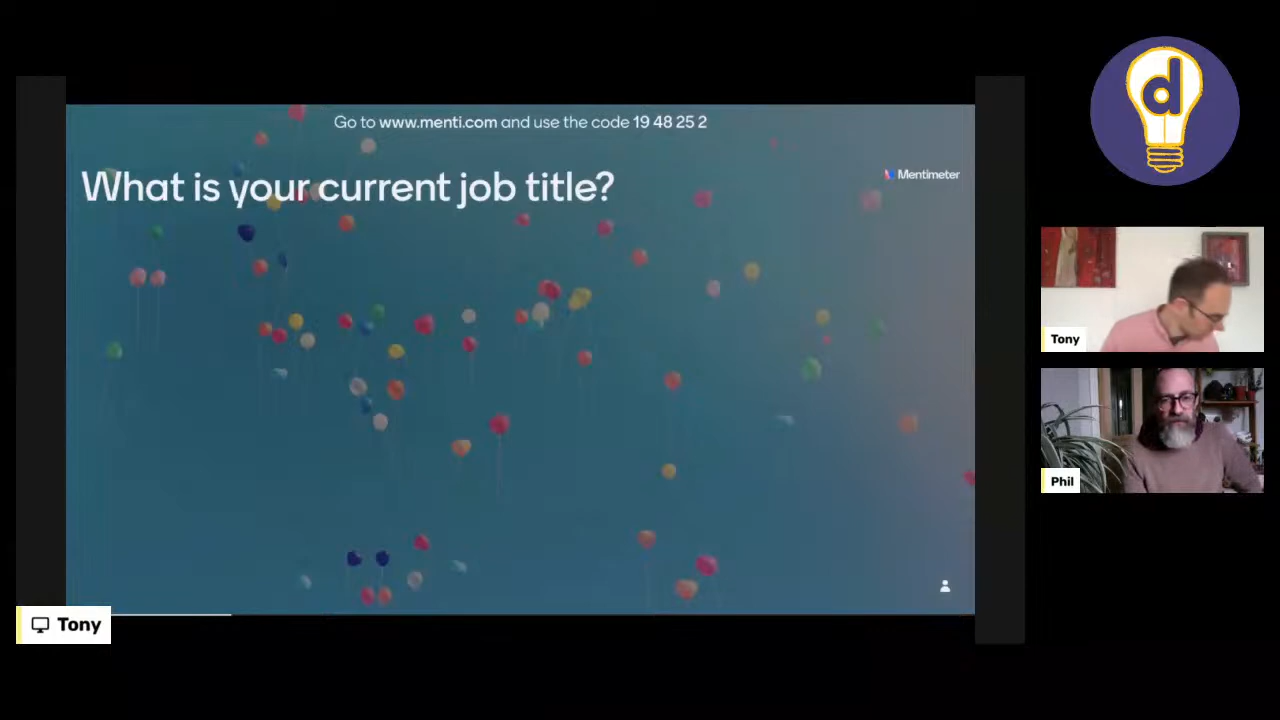 Go to www.menti.com and use the code 19 48 25 2
What is your current job title?
Mentimeter
d
Tony
Phil
Tony